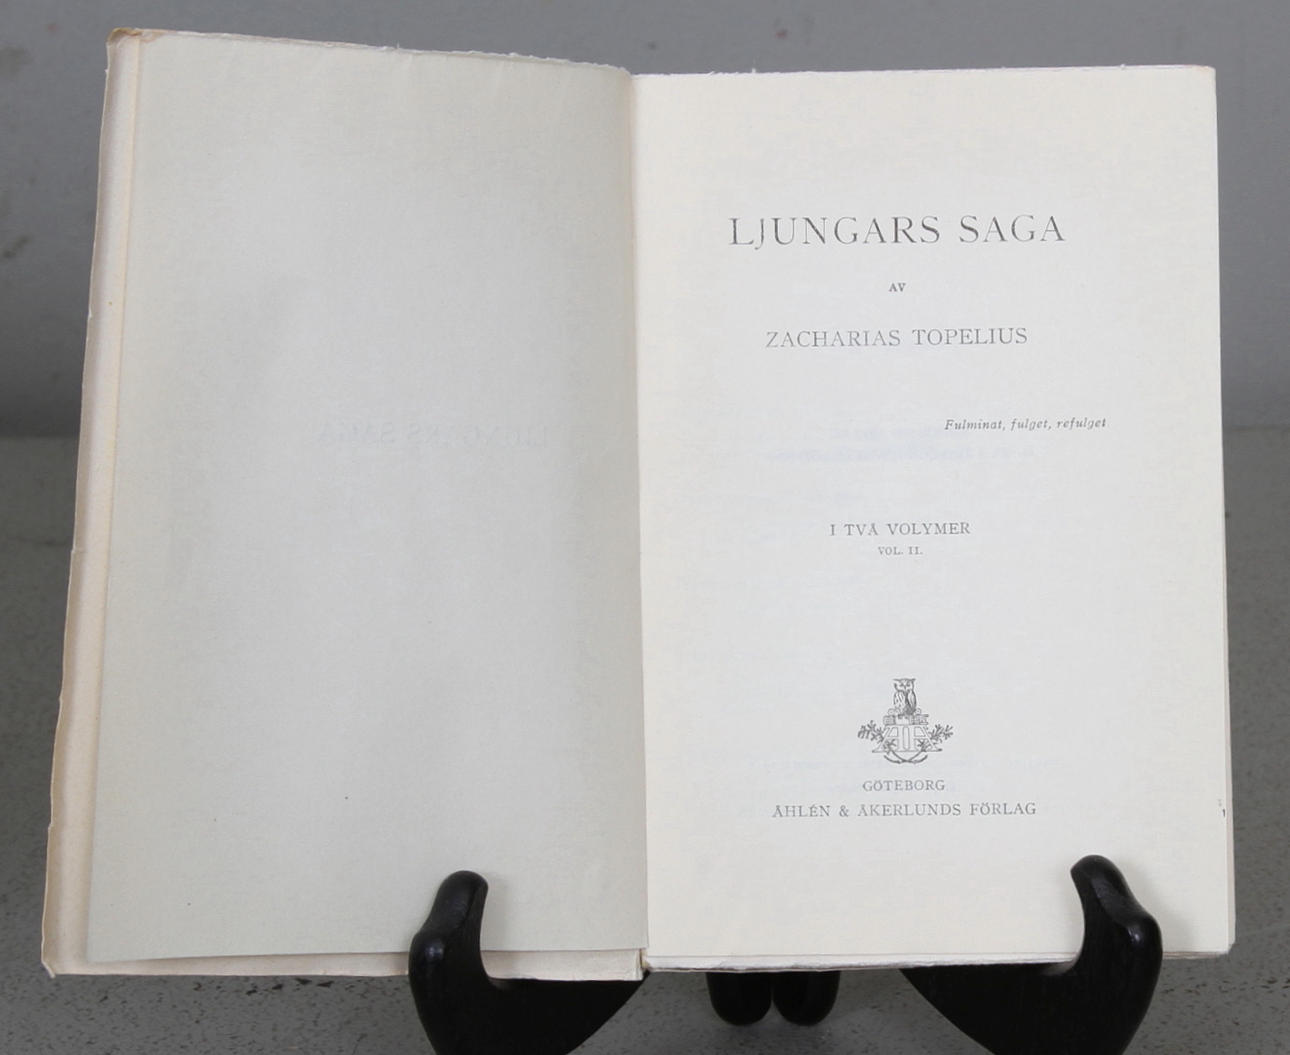 LJUNGARS SAGA
AV
ZACHARIAS TOPELIUS
Fulminat, fulget, refulget
I TVÅ VOLYMER
VOL. II.
GÖTEBORG
ÅHLÉN & ÅKERLUNDS FÖRLAG